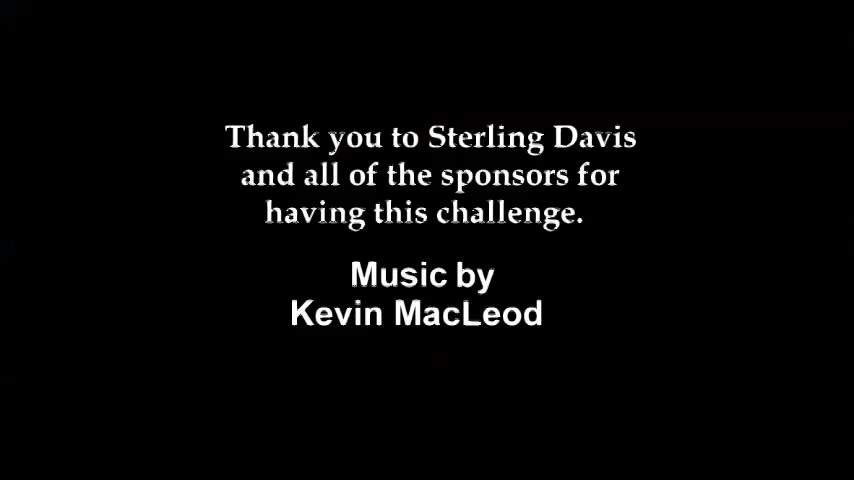 Thank you to Sterling Davis
and all of the sponsors for
having this challenge.
Music by
Kevin MacLeod